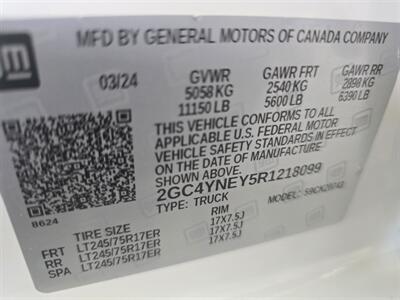 GM
MFD BY GENERAL MOTORS OF CANADA COMPANY
03/24 GVWR GAWR FRT GAWR RR
5058 KG 2540 KG 2898 KG
11150 LB 5600 LB 6390 LB
THIS VEHICLE CONFORMS TO ALL
APPLICABLE U.S. FEDERAL MOTOR
VEHICLE SAFETY STANDARDS IN
EFFECT ON THE DATE OF MANUFACTURE
SHOWN ABOVE.
2GC4YNEY5R1218099
TYPE: TRUCK MODEL:
8624
TIRE SIZE RIM
FRT LT245/75R17ER 17X7.5J
RR LT245/75R17ER 17X7.5J
SPA LT245/75R17ER 17X7.5J